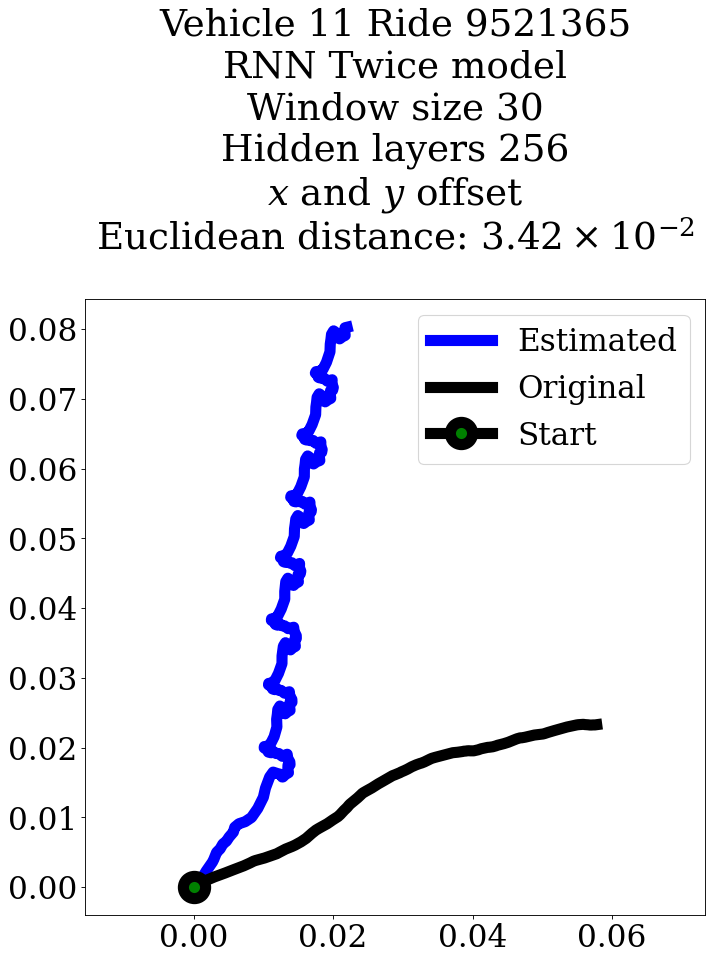 Vehicle 11 Ride 9521365
RNN Twice model
Window size 30
Hidden layers 256
x and y offset
Euclidean distance: 3.42 × 10⁻²
Estimated
Original
Start
0.08
0.07
0.06
0.05
0.04
0.03
0.02
0.01
0.00
0.00 0.02 0.04 0.06